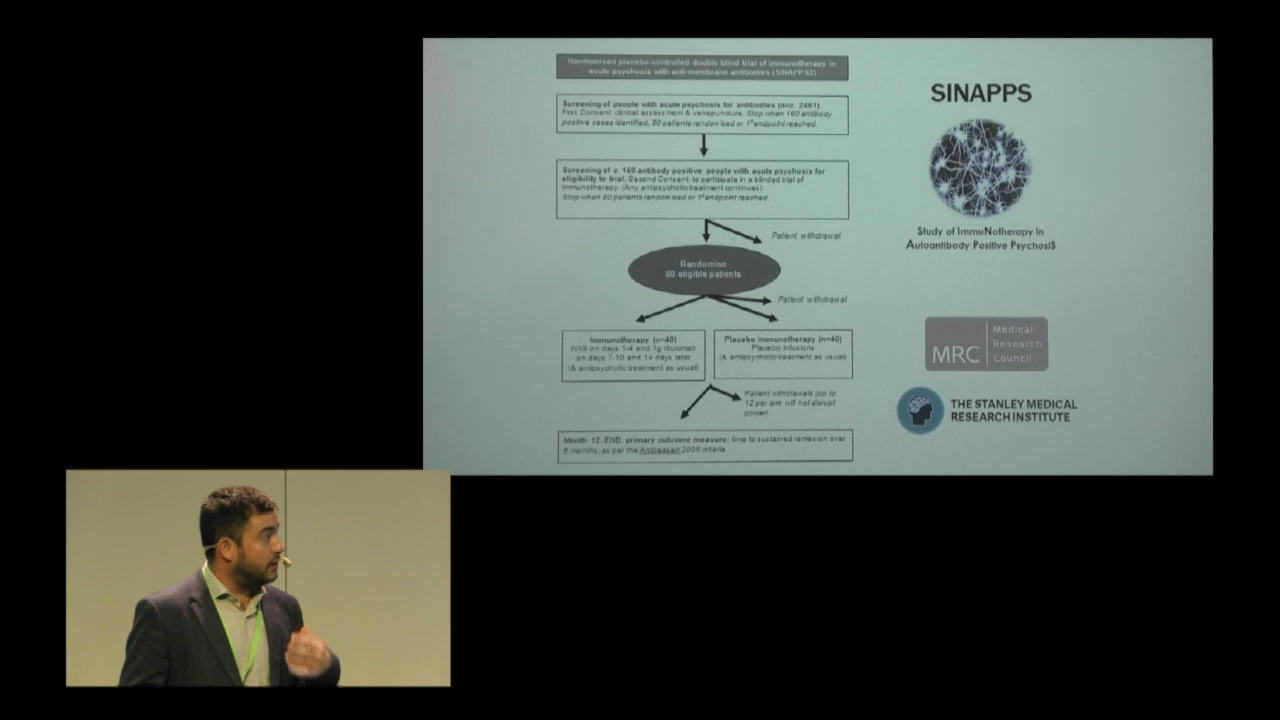 Randomised placebo-controlled double-blind trial of immunotherapy in
acute psychosis with anti-membrane antibodies (SINAPPS2)
Screening of people with acute psychosis for antibodies (n=c. 2461).
First Consent: clinical assessment & venepuncture. Stop when 160 antibody
positive cases identified, 80 patients randomised or 1st endpoint reached.
Screening of c. 160 antibody-positive people with acute psychosis for
eligibility to trial. Second Consent: to participate in a blinded trial of
immunotherapy. (Any antipsychotic treatment continues).
Stop when 80 patients randomised or 1st endpoint reached.
Patient withdrawal
Randomise
80 eligible patients
Patient withdrawal
Immunotherapy (n=40)
IVIG on days 1-4 and 1g rituximab
on days 7-10 and 14 days later
(& antipsychotic treatment as usual)
Placebo immunotherapy (n=40)
Placebo infusions
(& antipsychotic treatment as usual)
Patient withdrawals (up to
12 per arm will not disrupt
power)
Month 12. END. primary outcome measure: time to sustained remission over
6 months, as per the Andreasen 2005 criteria
SINAPPS
Study of ImmuNotherapy in
Autoantibody Positive PsychosiS
MRC
Medical
Research
Council
THE STANLEY MEDICAL
RESEARCH INSTITUTE